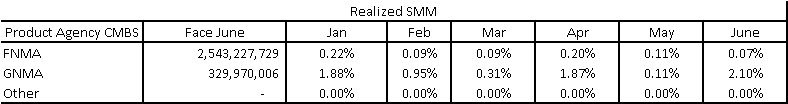 Realized SMM
Product Agency CMBS Face June Jan Feb Mar Apr May June
FNMA 2,543,227,729 0.22% 0.09% 0.09% 0.20% 0.11% 0.07%
GNMA 329,970,006 1.88% 0.95% 0.31% 1.87% 0.11% 2.10%
Other - 0.00% 0.00% 0.00% 0.00% 0.00% 0.00%